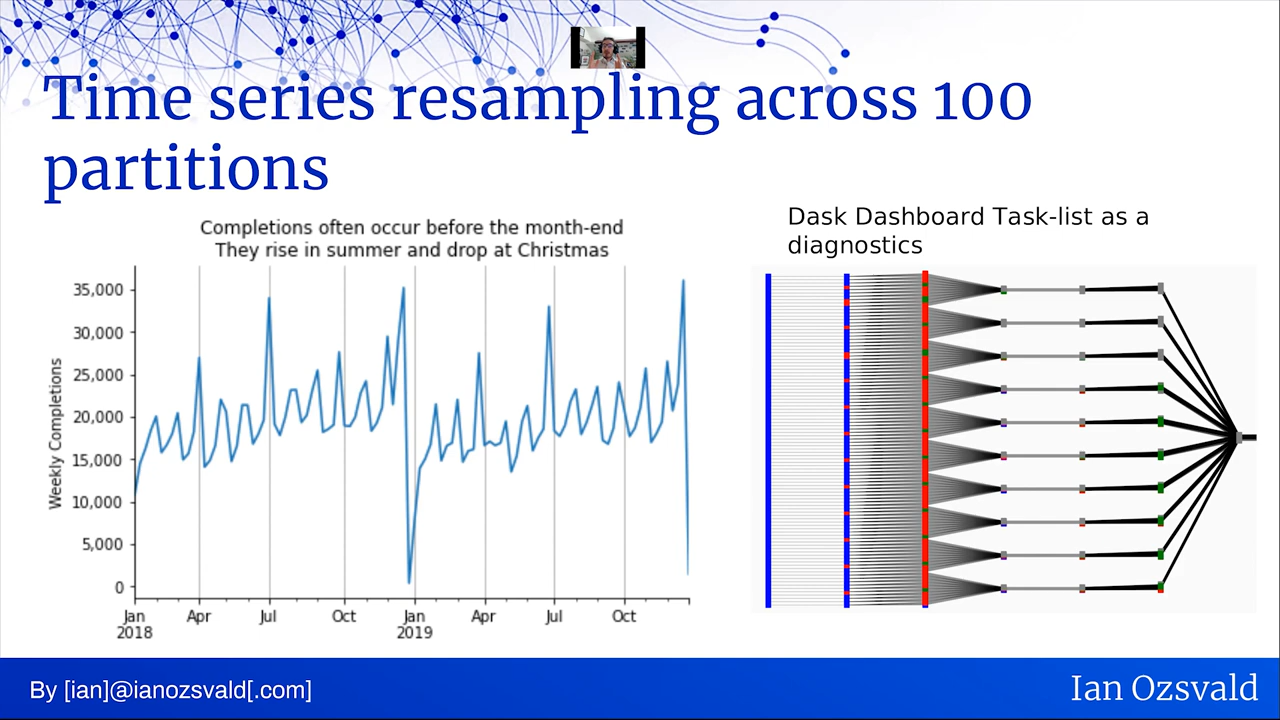 Time series resampling across 100
partitions
Completions often occur before the month-end
They rise in summer and drop at Christmas
Weekly Completions
35,000
30,000
25,000
20,000
15,000
10,000
5,000
0
Jan Apr Jul Oct Jan Apr Jul Oct
2018 2019
Dask Dashboard Task-list as a
diagnostics
By [ian]@ianozsvald[.com]
Ian Ozsvald